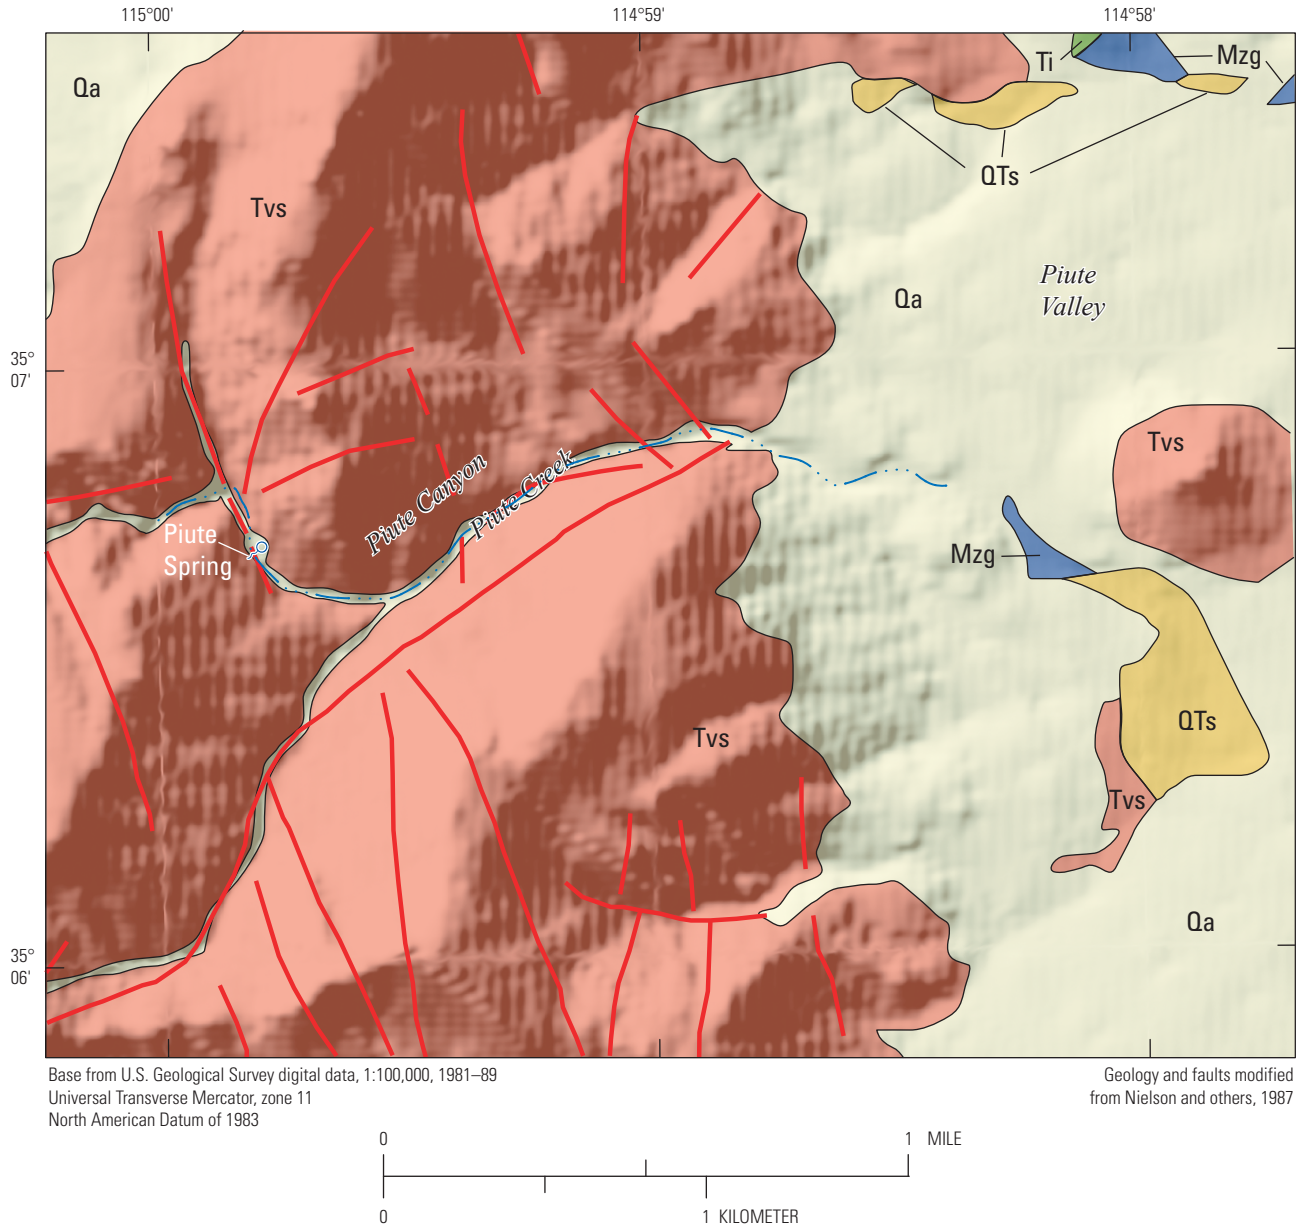 115°00'
114°59'
114°58'
Qa
Ti
Mzg
QTs
Tvs
Piute
Valley
Qa
35°
07'
Tvs
Piute Canyon
Piute Creek
Piute
Spring
Mzg
QTs
Tvs
Tvs
Qa
35°
06'
Base from U.S. Geological Survey digital data, 1:100,000, 1981–89
Universal Transverse Mercator, zone 11
North American Datum of 1983
Geology and faults modified
from Nielson and others, 1987
0 1 MILE
0 1 KILOMETER